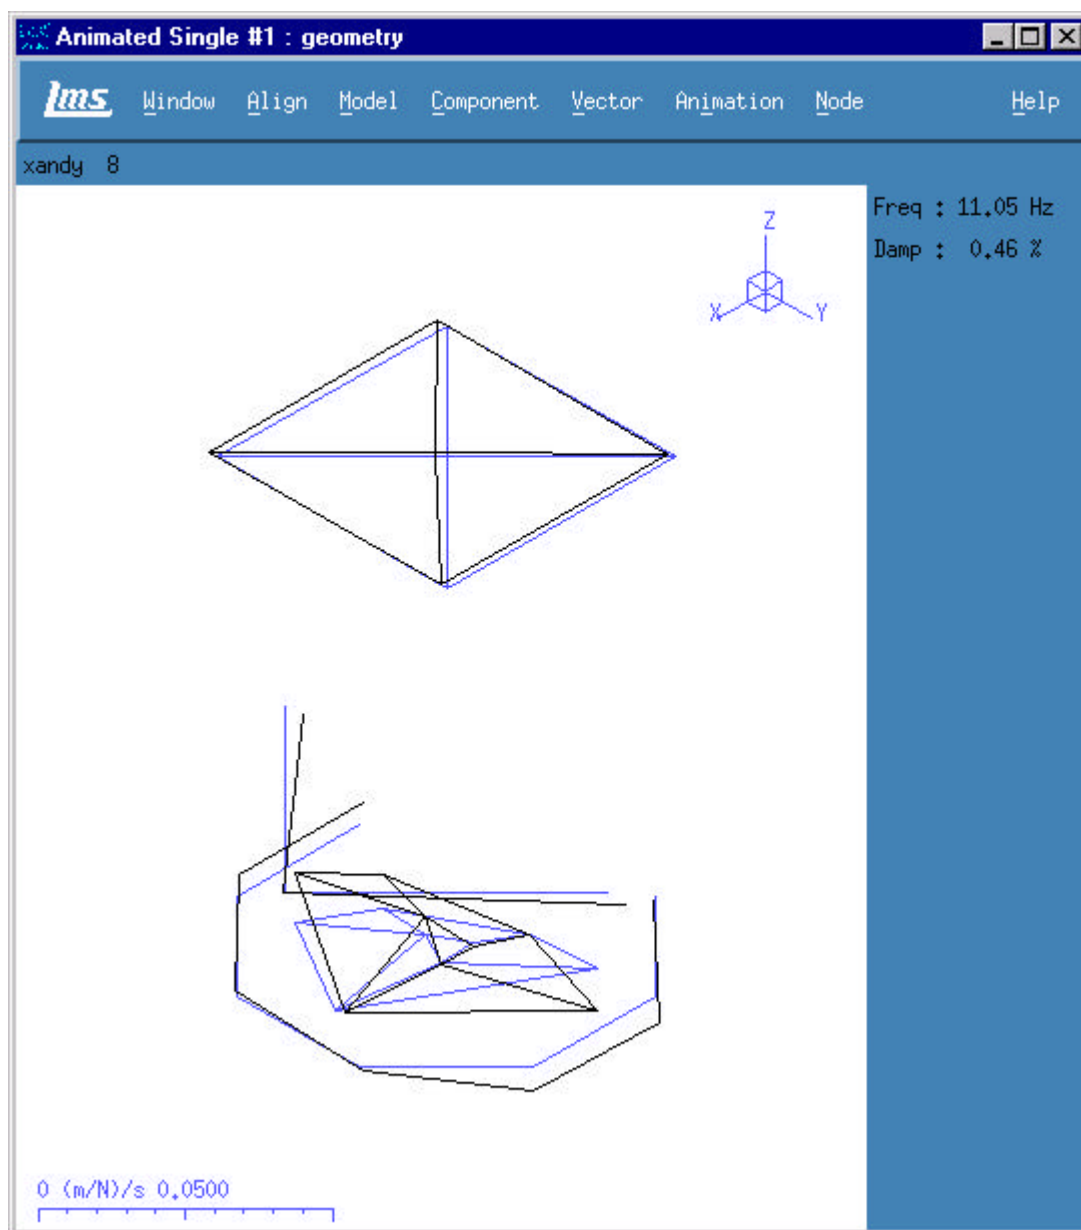 Animated Single #1 : geometry
lms Window Align Model Component Vector Animation Node Help
xandy 8
Freq : 11.05 Hz
Damp : 0.46 %
Z
X Y
0 (m/N)/s 0.0500